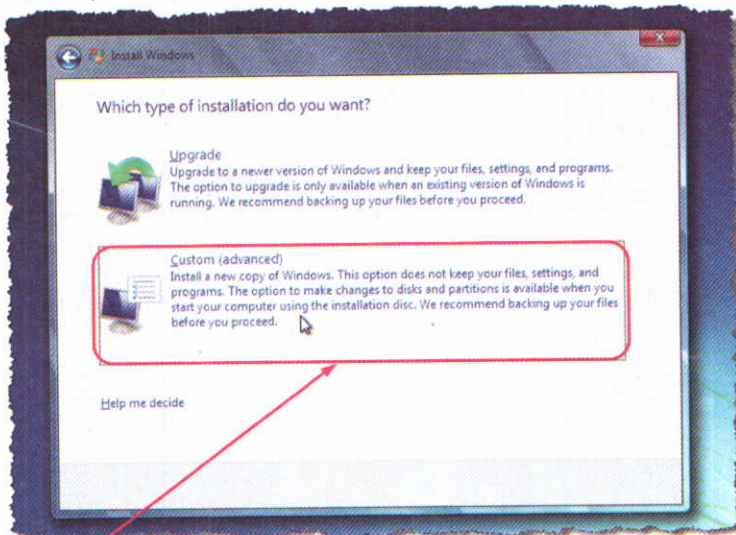 Install Windows
Which type of installation do you want?
Upgrade
Upgrade to a newer version of Windows and keep your files, settings, and programs.
The option to upgrade is only available when an existing version of Windows is
running. We recommend backing up your files before you proceed.
Custom (advanced)
Install a new copy of Windows. This option does not keep your files, settings, and
programs. The option to make changes to disks and partitions is available when you
start your computer using the installation disc. We recommend backing up your files
before you proceed.
Help me decide